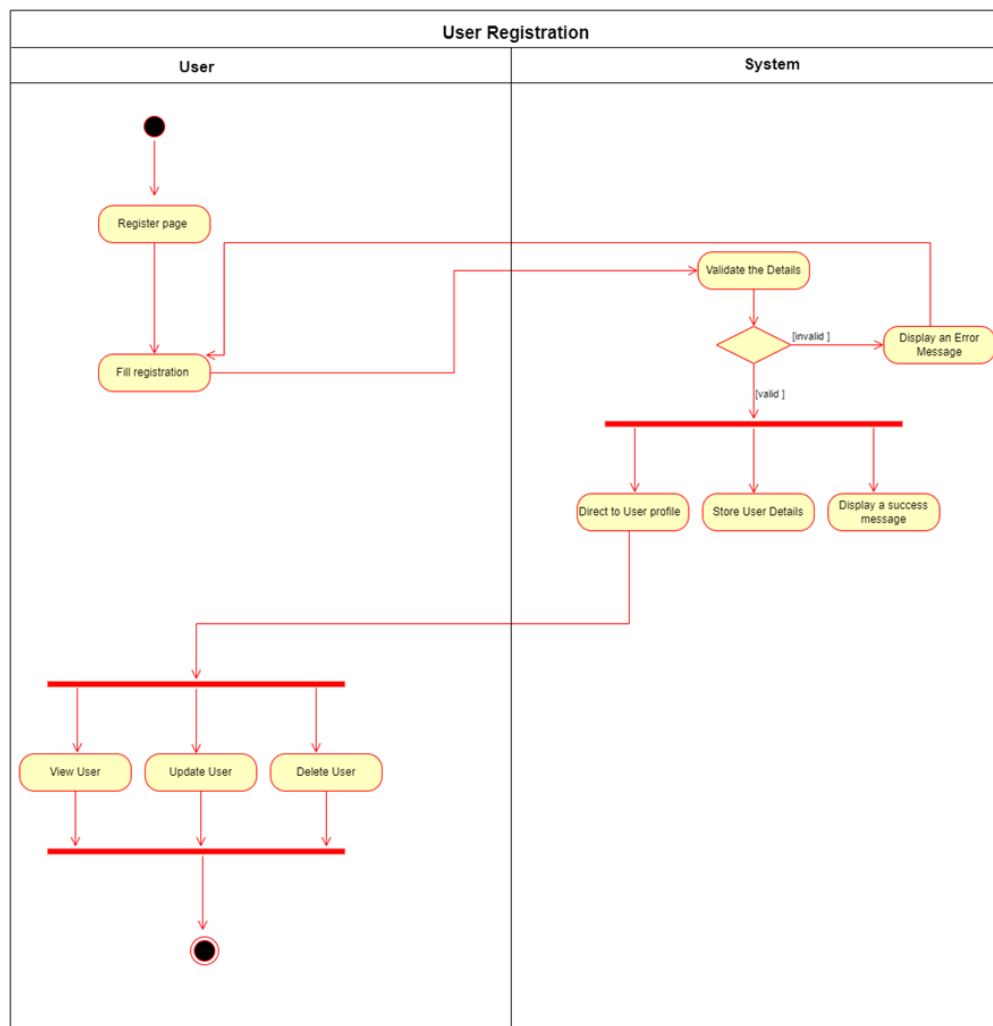 User Registration
User
System
Register page
Validate the Details
[invalid ]
Display an Error
Message
Fill registration
[valid ]
Direct to User profile
Store User Details
Display a success
message
View User
Update User
Delete User